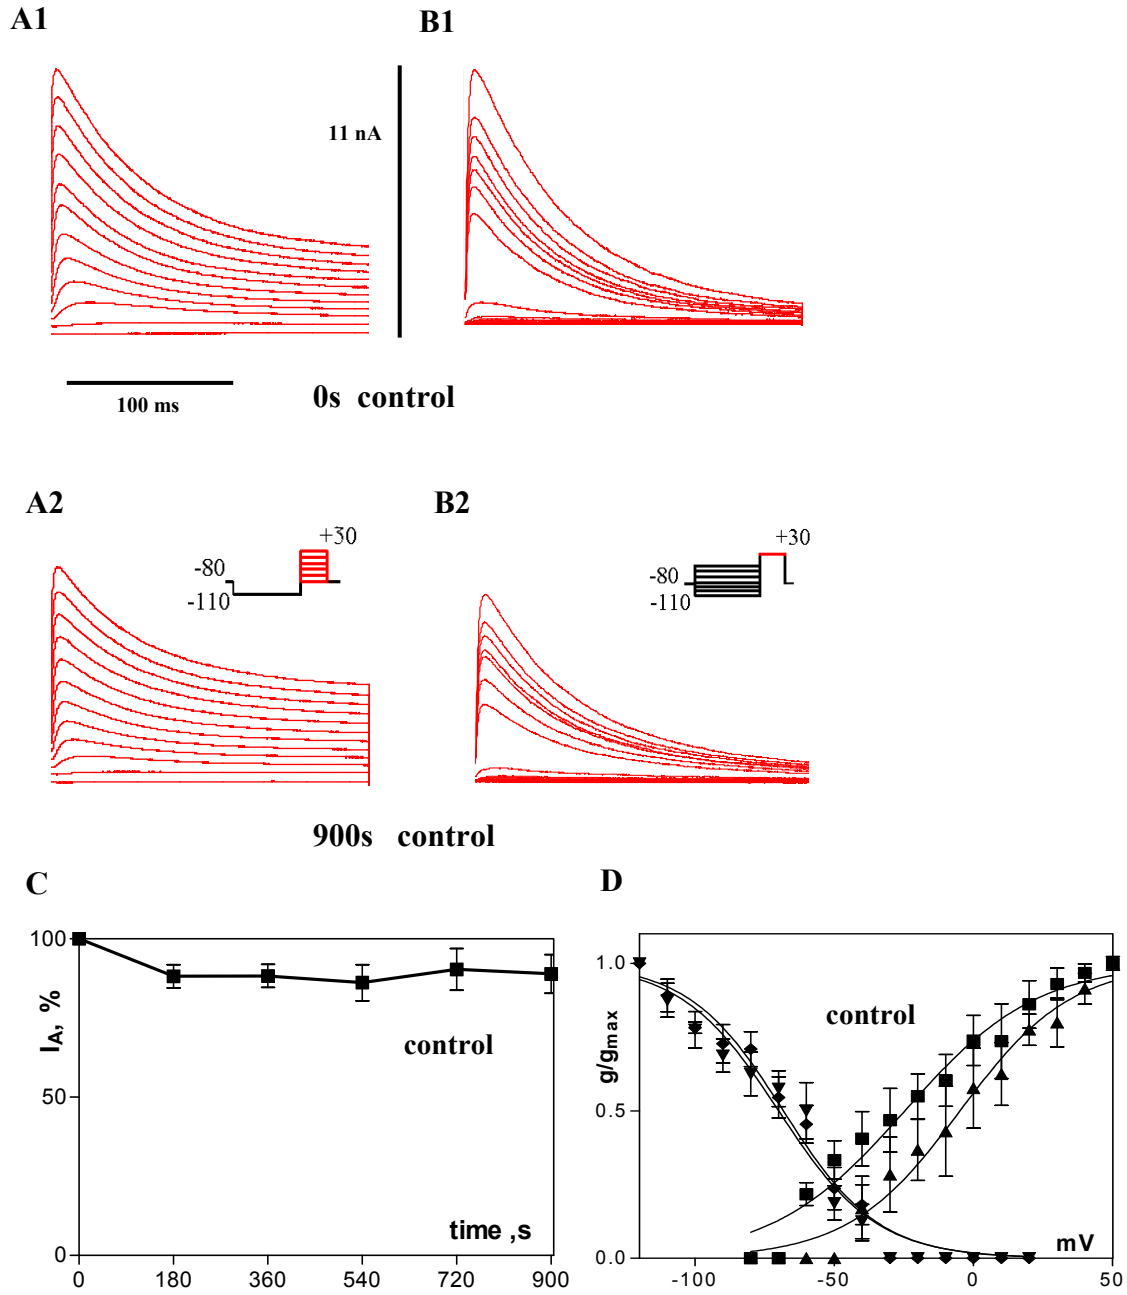 A1
B1
11 nA
100 ms
0s control
A2
B2
+30
-80
-110
+30
-80
-110
900s control
C
D
100
50
0
I_A, %
control
time ,s
0 180 360 540 720 900
1.0
0.5
0.0
g/g_max
control
mV
-100 -50 0 50